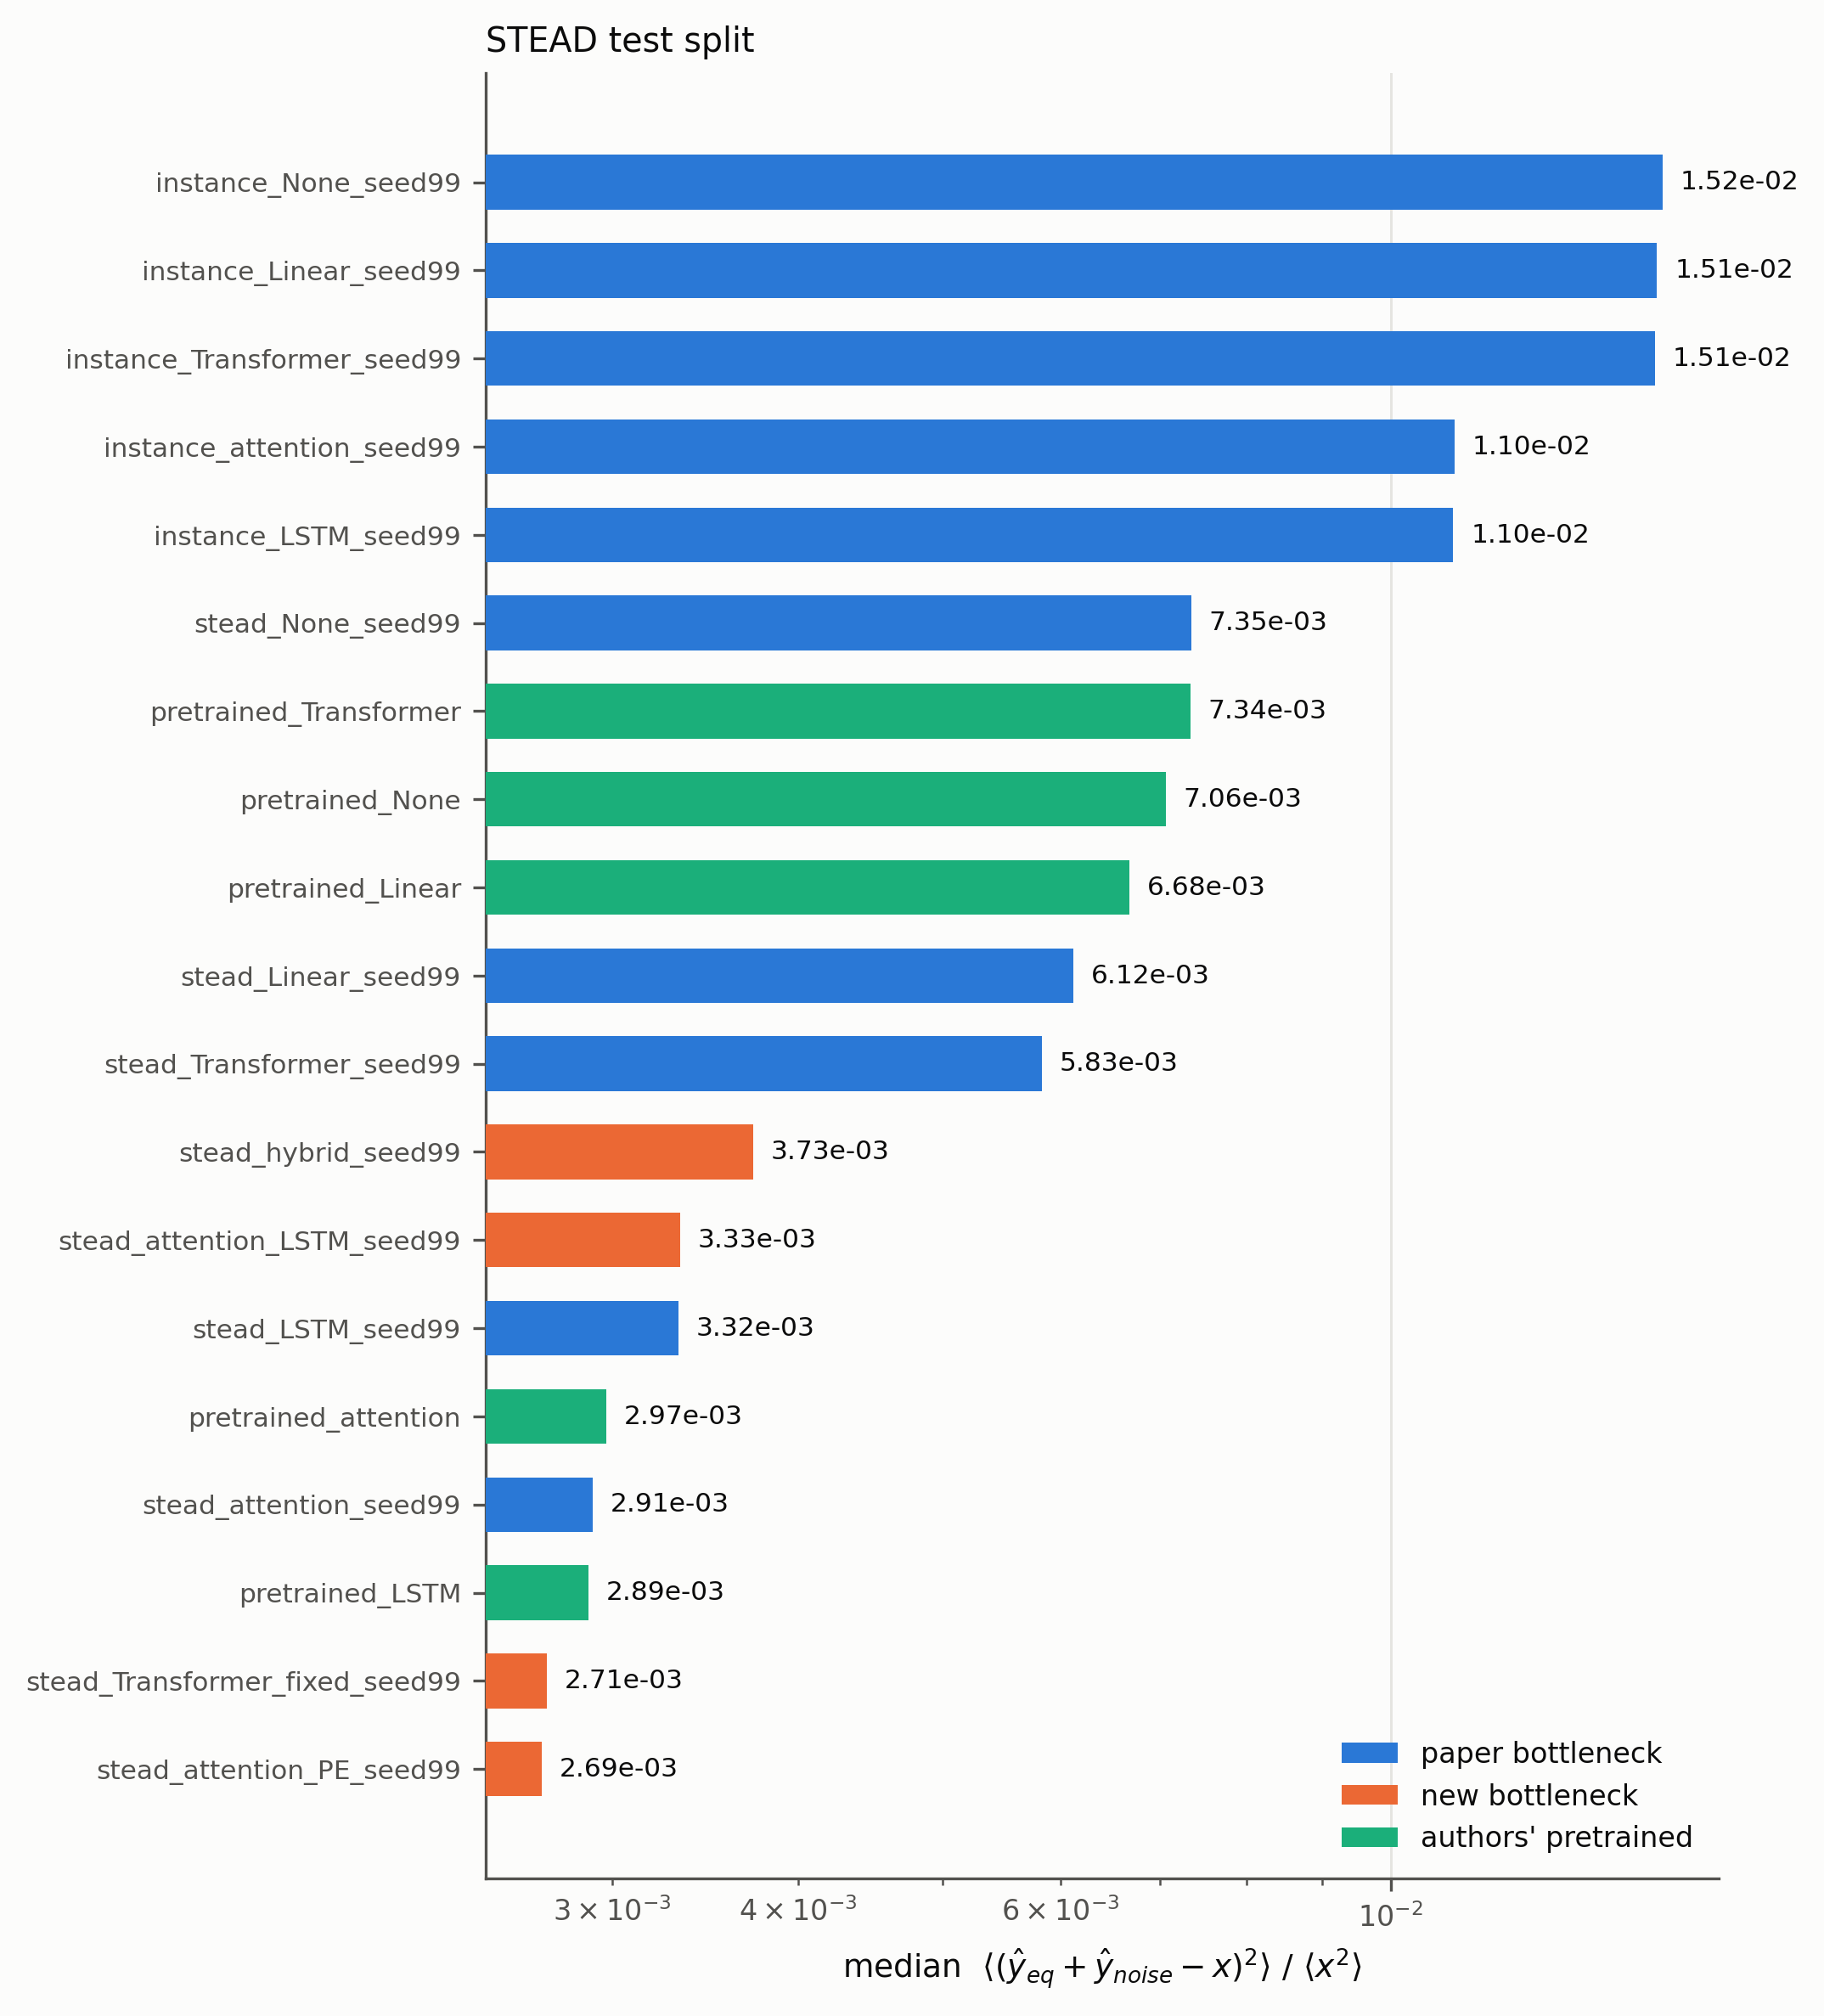 STEAD test split
instance_None_seed99 1.52e-02
instance_Linear_seed99 1.51e-02
instance_Transformer_seed99 1.51e-02
instance_attention_seed99 1.10e-02
instance_LSTM_seed99 1.10e-02
stead_None_seed99 7.35e-03
pretrained_Transformer 7.34e-03
pretrained_None 7.06e-03
pretrained_Linear 6.68e-03
stead_Linear_seed99 6.12e-03
stead_Transformer_seed99 5.83e-03
stead_hybrid_seed99 3.73e-03
stead_attention_LSTM_seed99 3.33e-03
stead_LSTM_seed99 3.32e-03
pretrained_attention 2.97e-03
stead_attention_seed99 2.91e-03
pretrained_LSTM 2.89e-03
stead_Transformer_fixed_seed99 2.71e-03
stead_attention_PE_seed99 2.69e-03
paper bottleneck
new bottleneck
authors' pretrained
3 × 10⁻³ 4 × 10⁻³ 6 × 10⁻³ 10⁻²
median ⟨(ŷ_eq + ŷ_noise − x)²⟩ / ⟨x²⟩